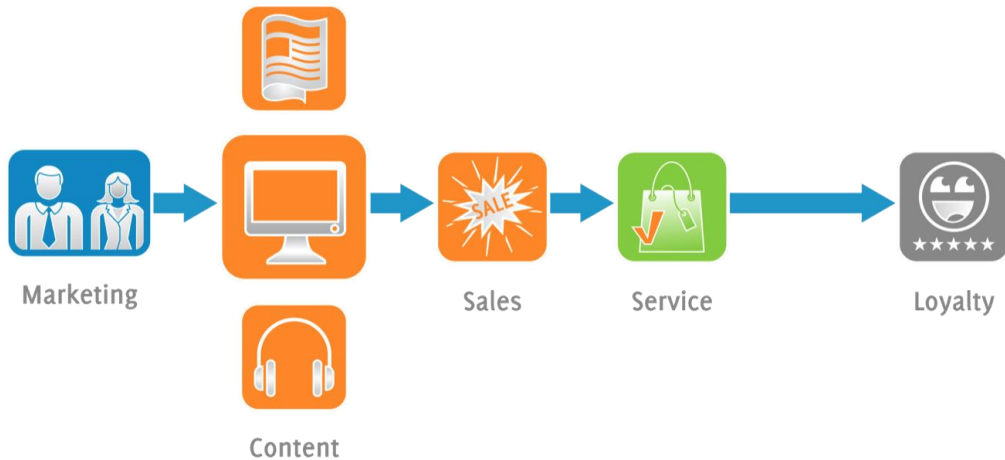 SALE
Marketing
Sales
Service
Loyalty
Content